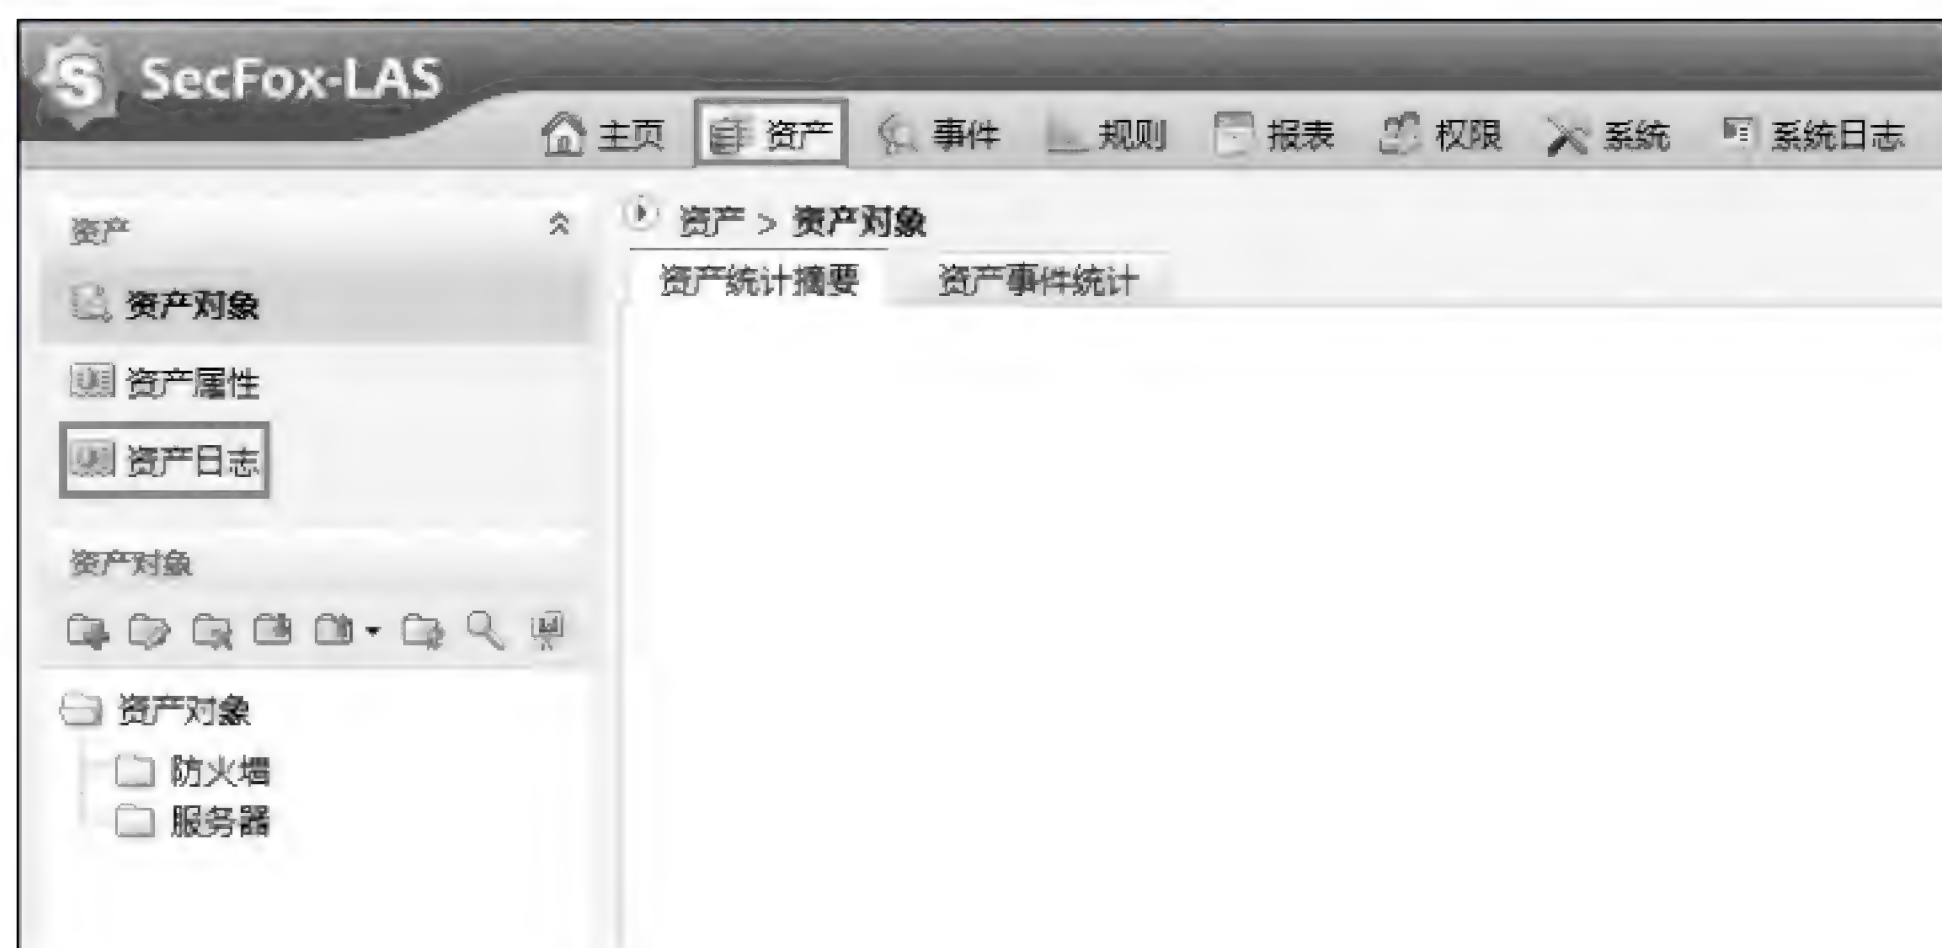 SecFox-LAS
主页 资产 事件 规则 报表 权限 系统 系统日志
资产
资产对象
资产属性
资产日志
资产对象
资产对象
防火墙
服务器
资产 > 资产对象
资产统计摘要 资产事件统计